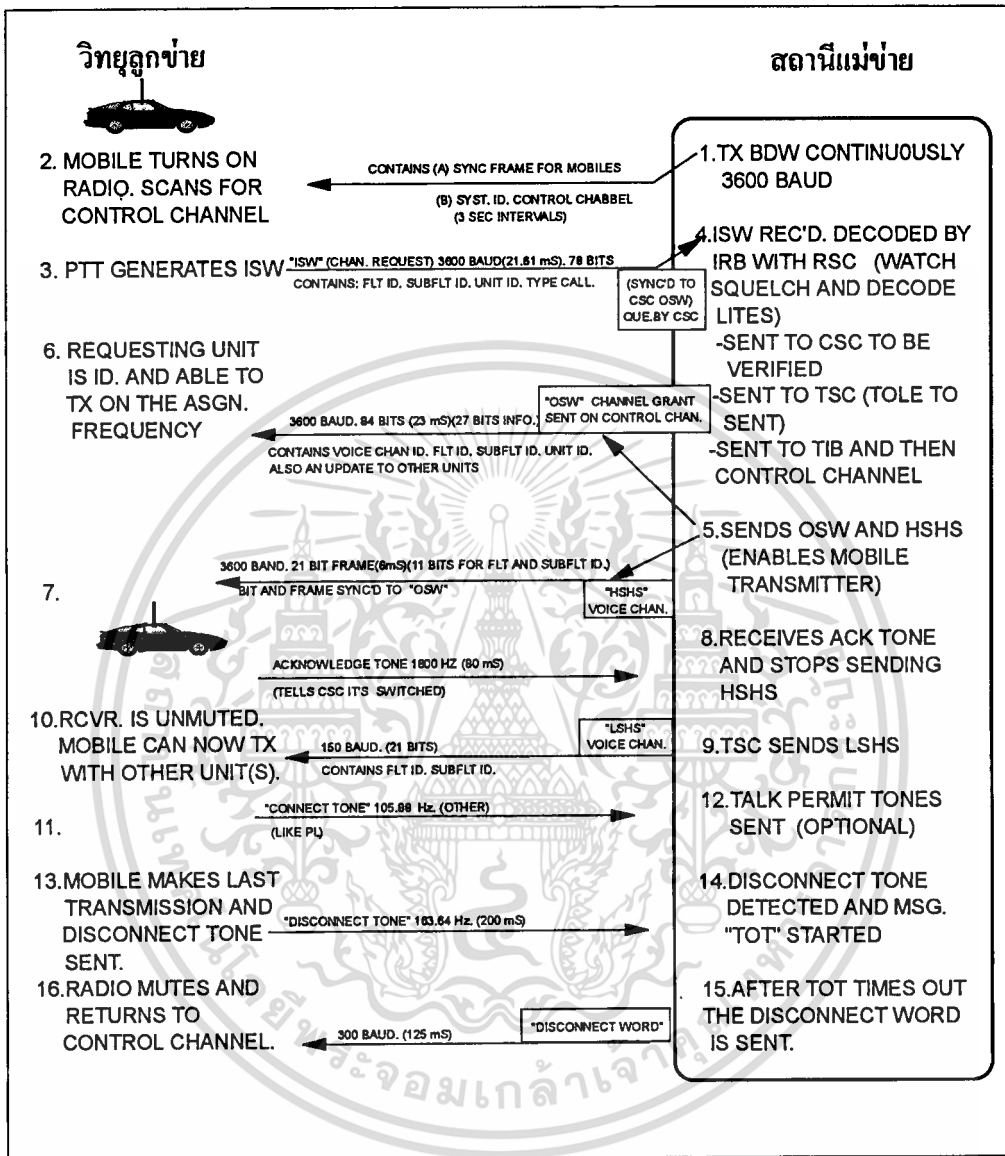 วิทยุลูกข่าย
สถานีแม่ข่าย
2. MOBILE TURNS ON
RADIO. SCANS FOR
CONTROL CHANNEL
CONTAINS (A) SYNC FRAME FOR MOBILES
(B) SYST. ID. CONTROL CHABBEL
(3 SEC INTERVALS)
1.TX BDW CONTINUOUSLY
3600 BAUD
3. PTT GENERATES ISW
"ISW" (CHAN. REQUEST) 3600 BAUD(21.61 mS). 78 BITS
CONTAINS: FLT ID. SUBFLT ID. UNIT ID. TYPE CALL.
(SYNC'D TO
CSC OSW)
QUE.BY CSC
4.ISW REC'D. DECODED BY
IRB WITH RSC (WATCH
SQUELCH AND DECODE
LITES)
-SENT TO CSC TO BE
VERIFIED
-SENT TO TSC (TOLE TO
SENT)
-SENT TO TIB AND THEN
CONTROL CHANNEL
6. REQUESTING UNIT
IS ID. AND ABLE TO
TX ON THE ASGN.
FREQUENCY
"OSW" CHANNEL GRANT
SENT ON CONTROL CHAN.
3600 BAUD. 84 BITS (23 mS)(27 BITS INFO.)
CONTAINS VOICE CHAN ID. FLT ID. SUBFLT ID. UNIT ID.
ALSO AN UPDATE TO OTHER UNITS
5.SENDS OSW AND HSHS
(ENABLES MOBILE
TRANSMITTER)
7.
3600 BAND. 21 BIT FRAME(6mS)(11 BITS FOR FLT AND SUBFLT ID.)
BIT AND FRAME SYNC'D TO "OSW"
"HSHS"
VOICE CHAN.
ACKNOWLEDGE TONE 1800 HZ (80 mS)
(TELLS CSC IT'S SWITCHED)
8.RECEIVES ACK TONE
AND STOPS SENDING
HSHS
10.RCVR. IS UNMUTED.
MOBILE CAN NOW TX
WITH OTHER UNIT(S).
"LSHS"
VOICE CHAN.
150 BAUD. (21 BITS)
CONTAINS FLT ID. SUBFLT ID.
9.TSC SENDS LSHS
11.
"CONNECT TONE" 105.88 Hz. (OTHER)
(LIKE PL)
12.TALK PERMIT TONES
SENT (OPTIONAL)
13.MOBILE MAKES LAST
TRANSMISSION AND
DISCONNECT TONE
SENT.
"DISCONNECT TONE" 163.64 Hz. (200 mS)
14.DISCONNECT TONE
DETECTED AND MSG.
"TOT" STARTED
16.RADIO MUTES AND
RETURNS TO
CONTROL CHANNEL.
300 BAUD. (125 mS)
"DISCONNECT WORD"
15.AFTER TOT TIMES OUT
THE DISCONNECT WORD
IS SENT.